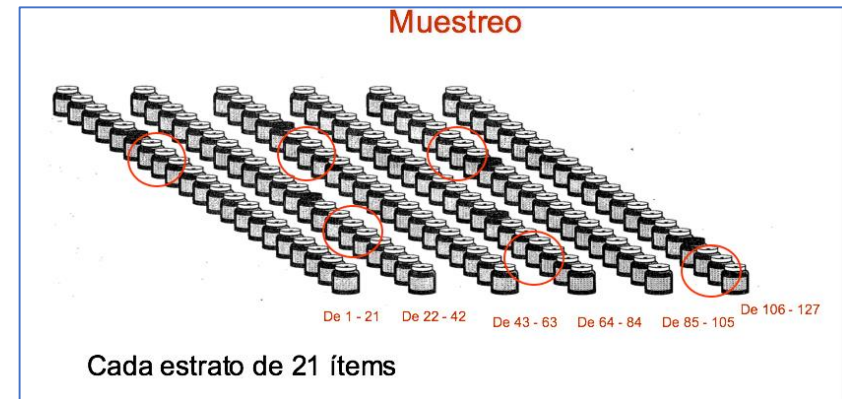 Muestreo
De 1 - 21
De 22 - 42
De 43 - 63
De 64 - 84
De 85 - 105
De 106 - 127
Cada estrato de 21 ítems